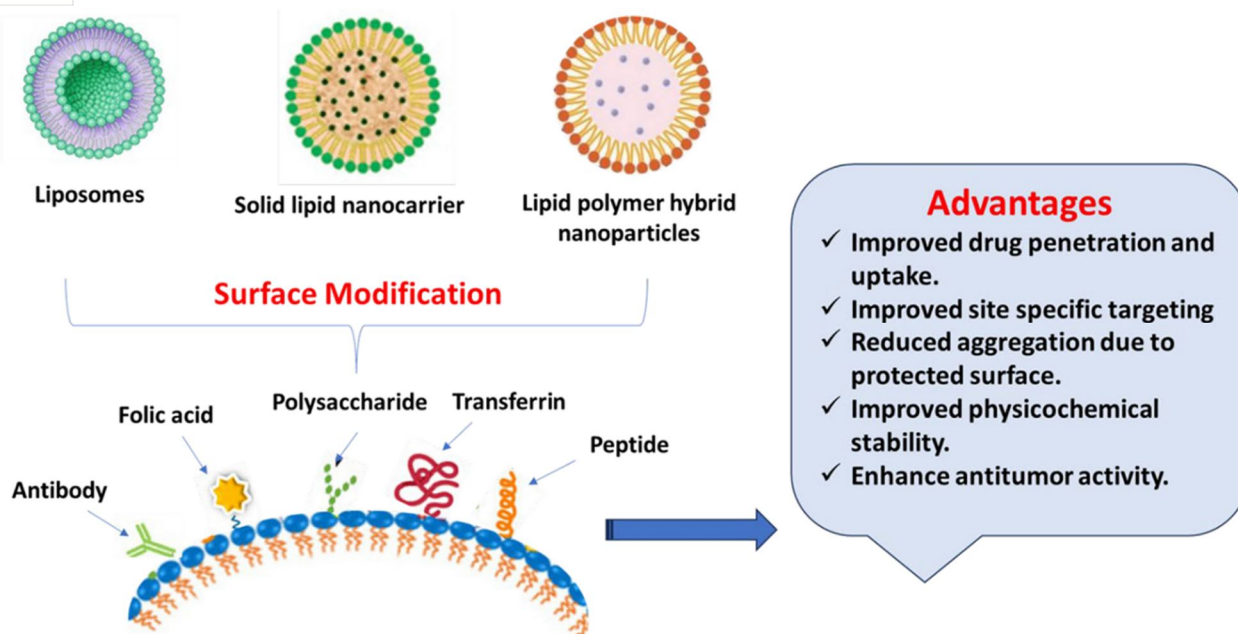 Liposomes
Solid lipid nanocarrier
Lipid polymer hybrid
nanoparticles
Surface Modification
Antibody
Folic acid
Polysaccharide
Transferrin
Peptide
Advantages
✓ Improved drug penetration and
uptake.
✓ Improved site specific targeting
✓ Reduced aggregation due to
protected surface.
✓ Improved physicochemical
stability.
✓ Enhance antitumor activity.